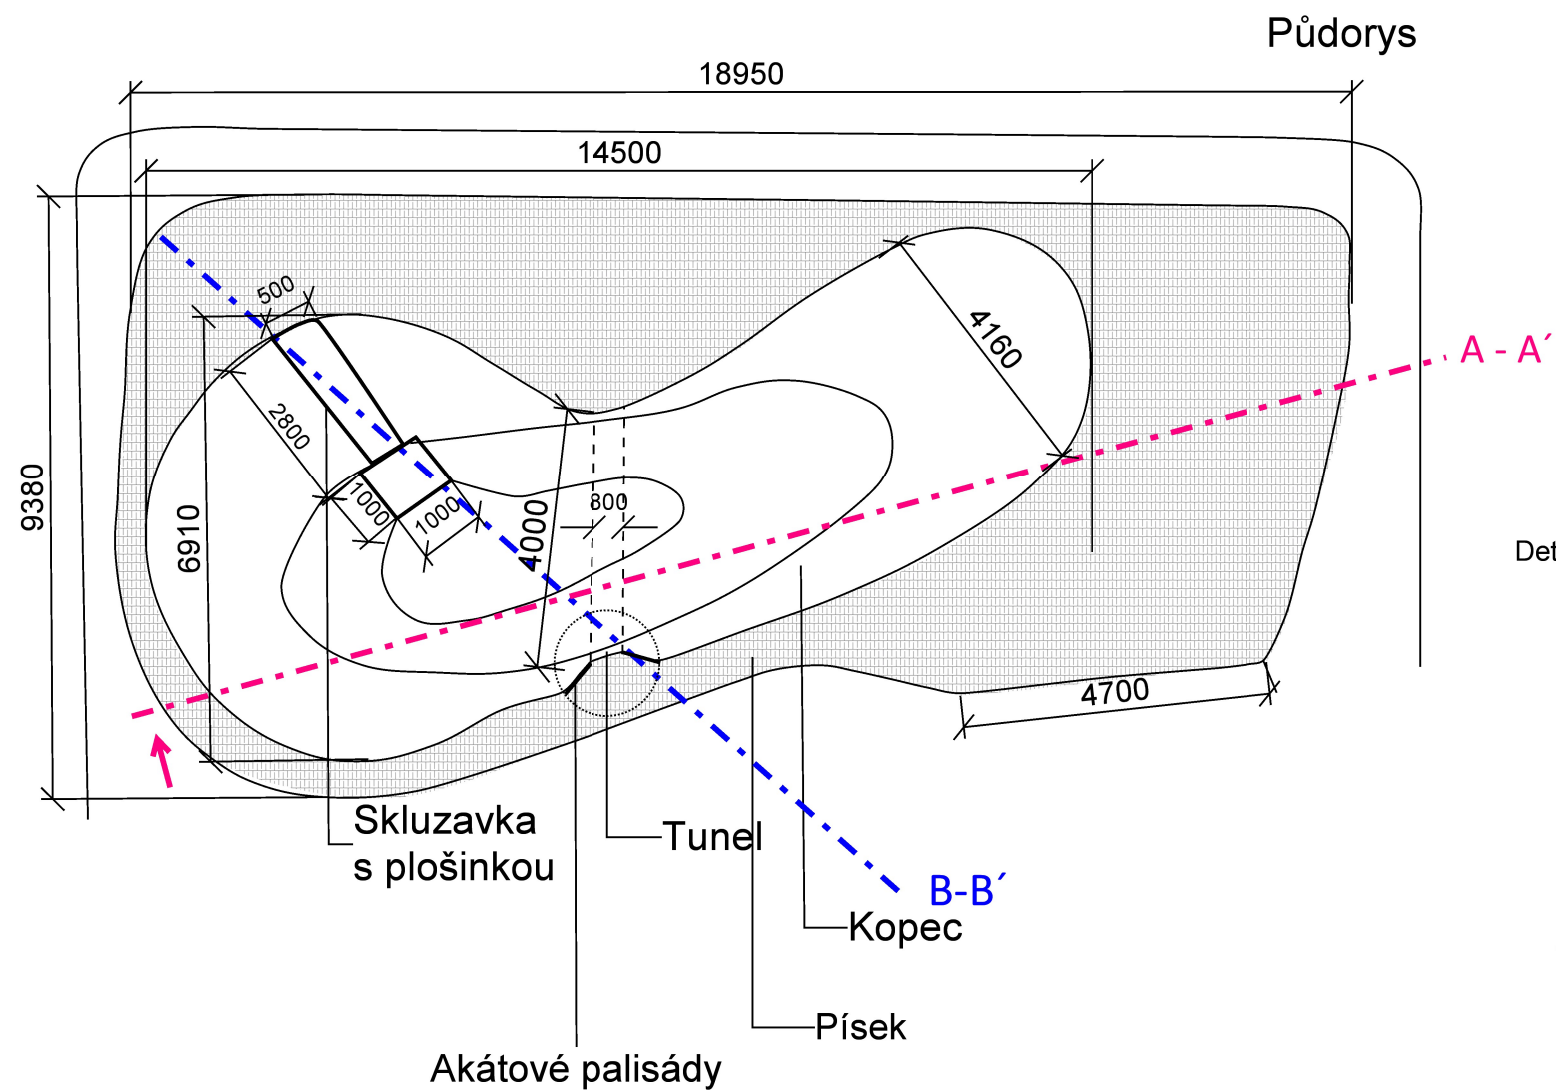 Půdorys
18950
14500
500
4160
A - A´
2800
1000
1000
800
4000
9380
6910
Det
4700
Skluzavka
s plošinkou
Tunel
B-B´
Kopec
Písek
Akátové palisády